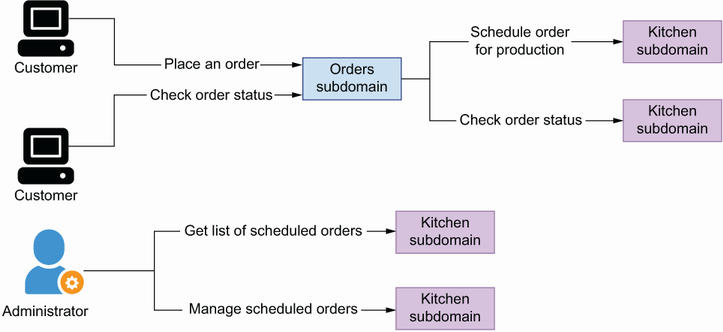 Customer
Place an order
Check order status
Customer
Orders
subdomain
Schedule order
for production
Kitchen
subdomain
Check order status
Kitchen
subdomain
Administrator
Get list of scheduled orders
Kitchen
subdomain
Manage scheduled orders
Kitchen
subdomain